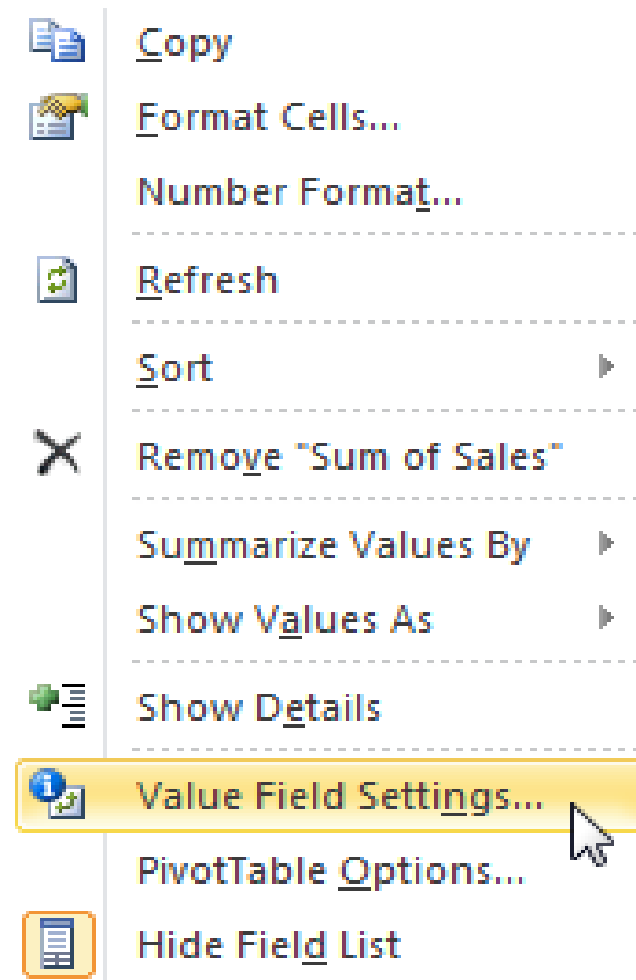 Copy
Format Cells...
Number Format...
Refresh
Sort
Remove "Sum of Sales"
Summarize Values By
Show Values As
Show Details
Value Field Settings...
PivotTable Options...
Hide Field List